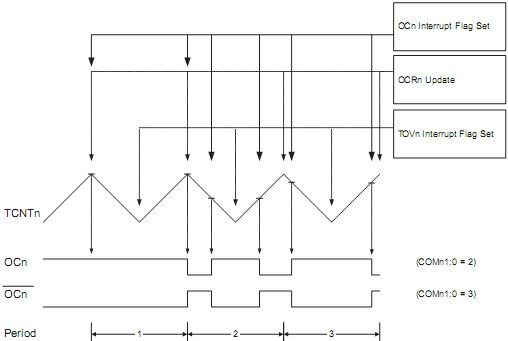 OCn Interrupt Flag Set
OCRn Update
TOVn Interrupt Flag Set
TCNTn
OCn (COMn1:0 = 2)
OCn (COMn1:0 = 3)
Period 1 2 3